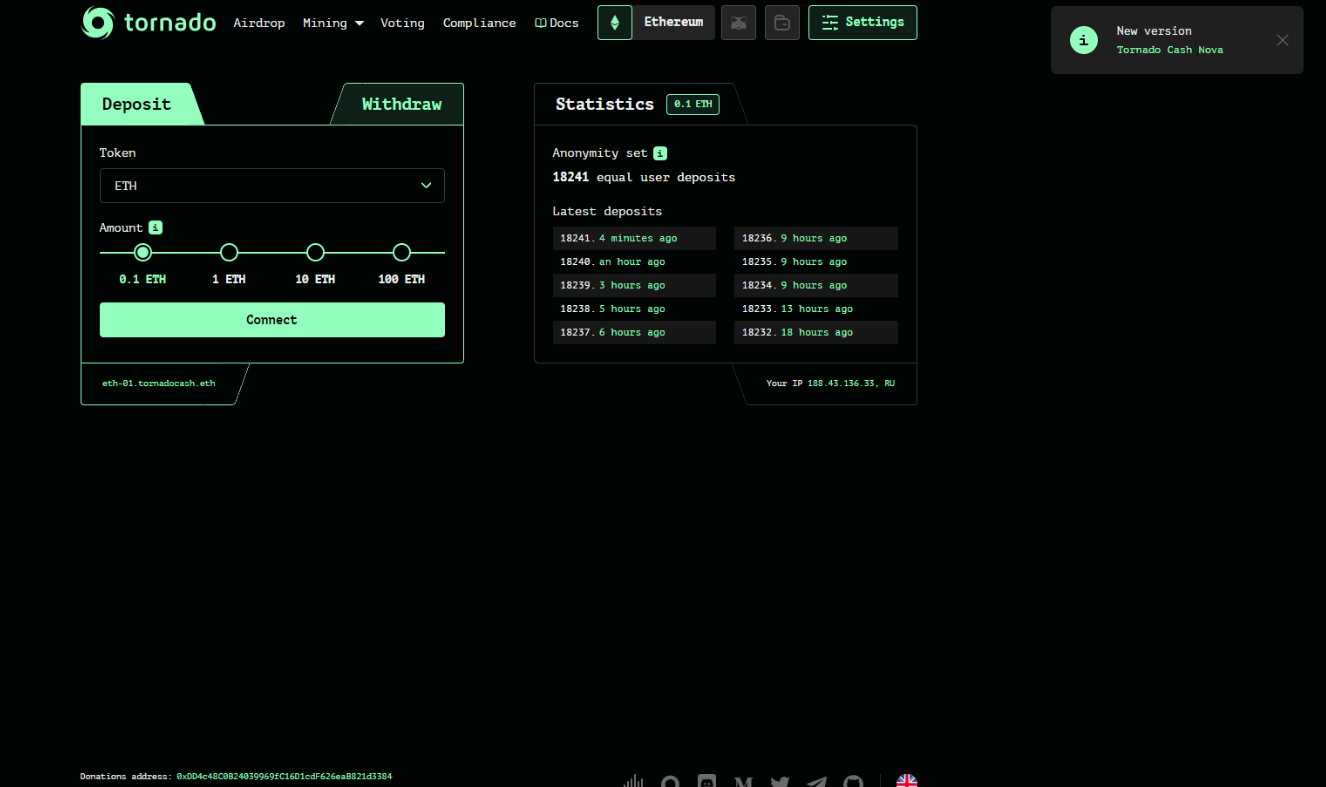 tornado Airdrop Mining Voting Compliance Docs Ethereum Settings
New version
Tornado Cash Nova
Deposit Withdraw
Token
ETH
Amount i
0.1 ETH 1 ETH 10 ETH 100 ETH
Connect
eth-01.tornadocash.eth
Statistics 0.1 ETH
Anonymity set i
18241 equal user deposits
Latest deposits
18241. 4 minutes ago
18240. an hour ago
18239. 3 hours ago
18238. 5 hours ago
18237. 6 hours ago
18236. 9 hours ago
18235. 9 hours ago
18234. 9 hours ago
18233. 13 hours ago
18232. 18 hours ago
Your IP 188.43.136.33, RU
Donations address: 0xDD4c48C0B24039969fC16D1cdF626eaB821d3384